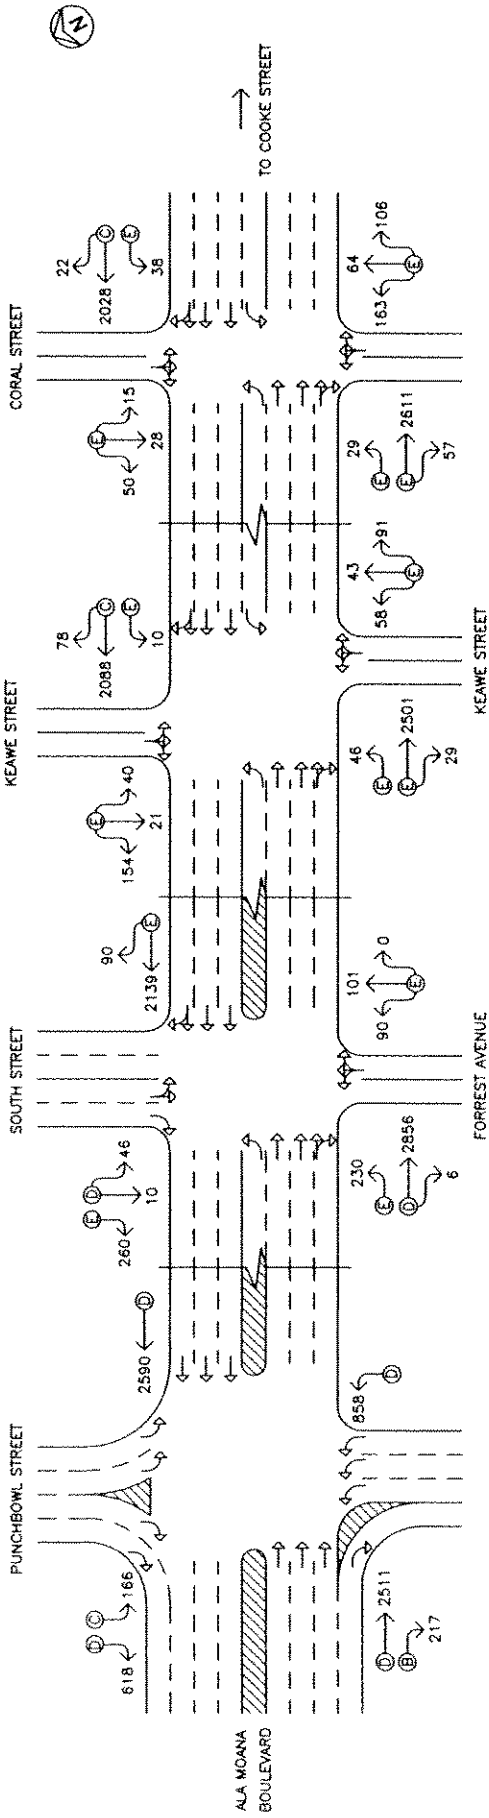 N
TO COOKE STREET
CORAL STREET
22
C
2028
E
38
106
64
163
E
E
15
28
50
29
E
2611
E
57
KEAWE STREET
78
C
2088
E
10
91
43
58
E
KEAWE STREET
E
40
21
154
46
E
2501
E
29
SOUTH STREET
90
E
2139
0
101
90
E
FORREST AVENUE
E D
46
10
260
230
E
2856
D
6
PUNCHBOWL STREET
D
2590
858
D
D C
166
618
D
2511
B
217
ALA MOANA
BOULEVARD